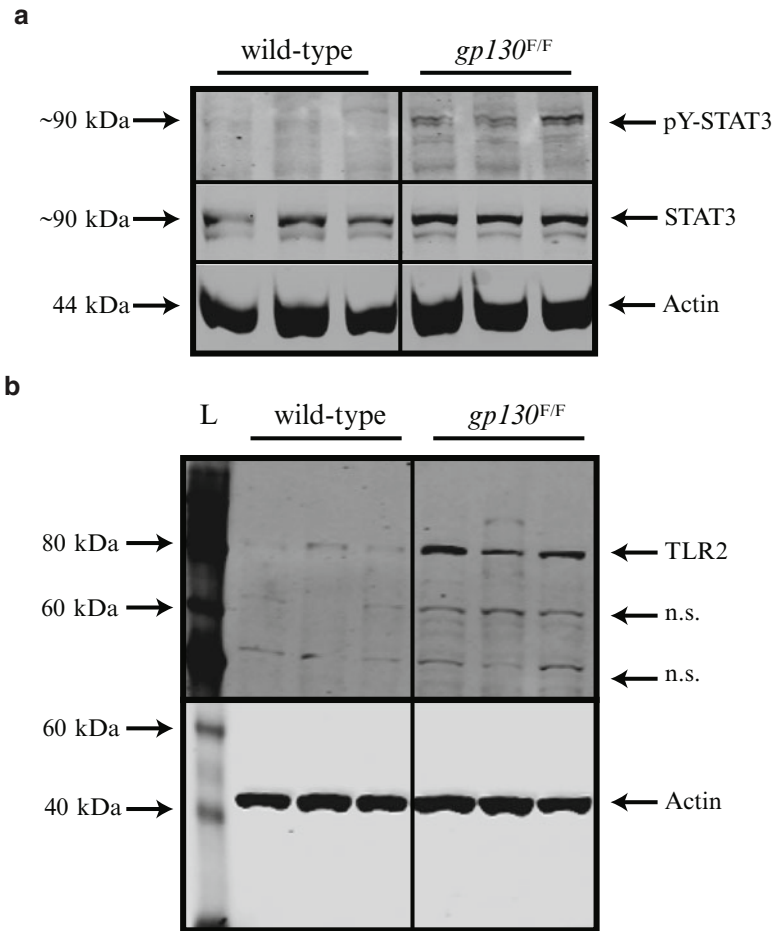 a
wild-type gp130F/F
~90 kDa pY-STAT3
~90 kDa STAT3
44 kDa Actin
b
L wild-type gp130F/F
80 kDa TLR2
60 kDa n.s.
n.s.
60 kDa
40 kDa Actin